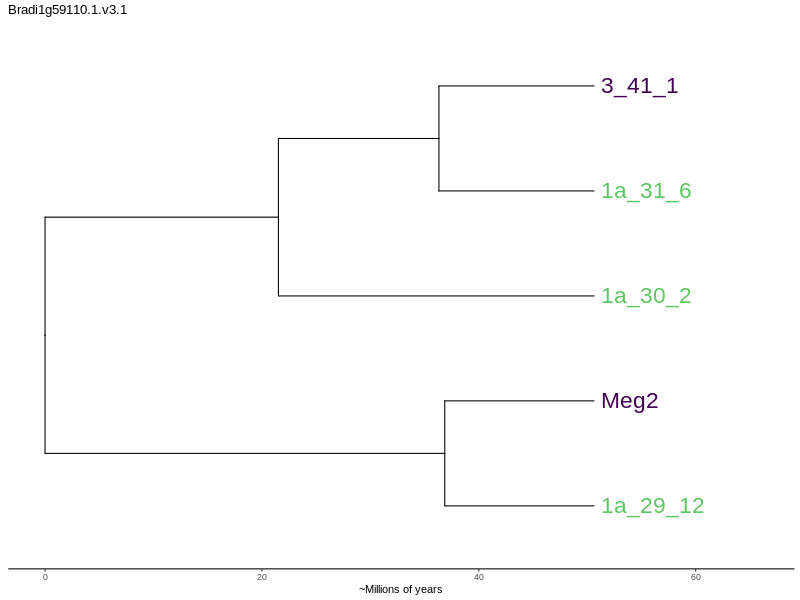 Bradi1g59110.1.v3.1
3_41_1
1a_31_6
1a_30_2
Meg2
1a_29_12
0 20 40 60
~Millions of years